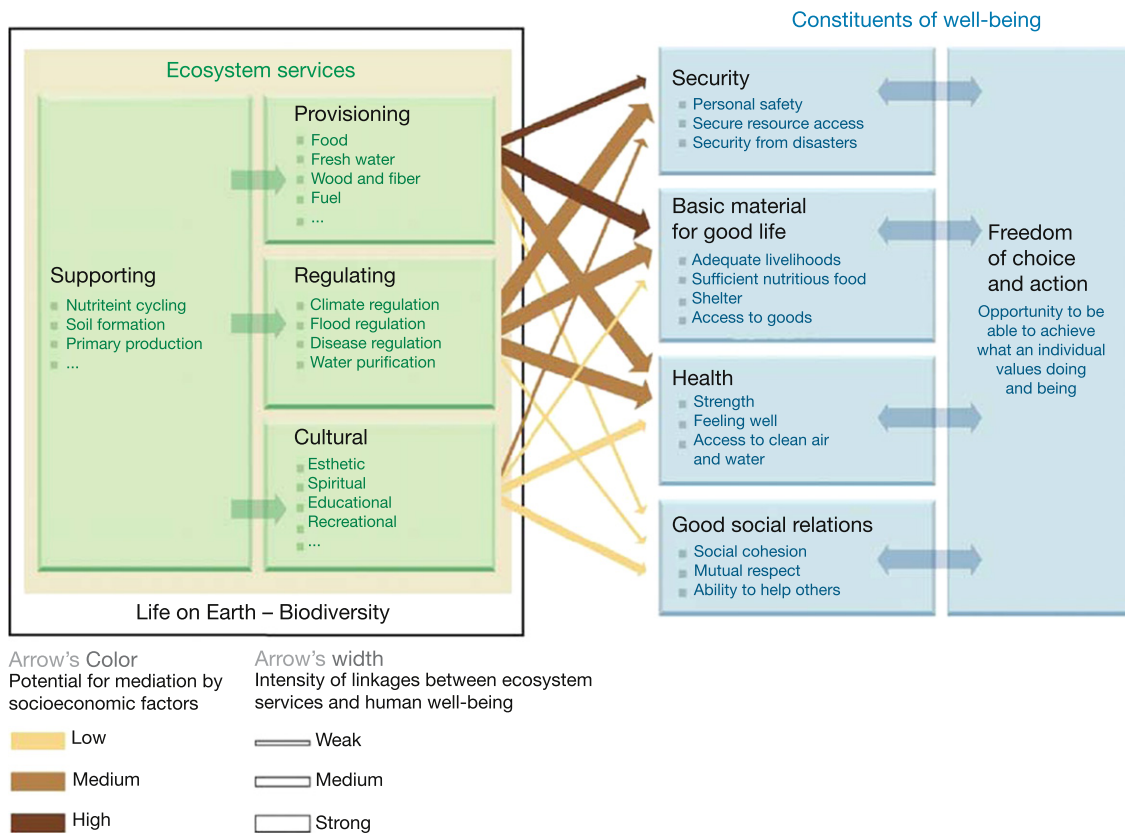 Constituents of well-being
Ecosystem services
Supporting
Nutriteint cycling
Soil formation
Primary production
...
Provisioning
Food
Fresh water
Wood and fiber
Fuel
...
Regulating
Climate regulation
Flood regulation
Disease regulation
Water purification
Cultural
Esthetic
Spiritual
Educational
Recreational
...
Life on Earth – Biodiversity
Security
Personal safety
Secure resource access
Security from disasters
Basic material
for good life
Adequate livelihoods
Sufficient nutritious food
Shelter
Access to goods
Health
Strength
Feeling well
Access to clean air
and water
Good social relations
Social cohesion
Mutual respect
Ability to help others
Freedom
of choice
and action
Opportunity to be
able to achieve
what an individual
values doing
and being
Arrow's Color
Potential for mediation by
socioeconomic factors
Low
Medium
High
Arrow's width
Intensity of linkages between ecosystem
services and human well-being
Weak
Medium
Strong